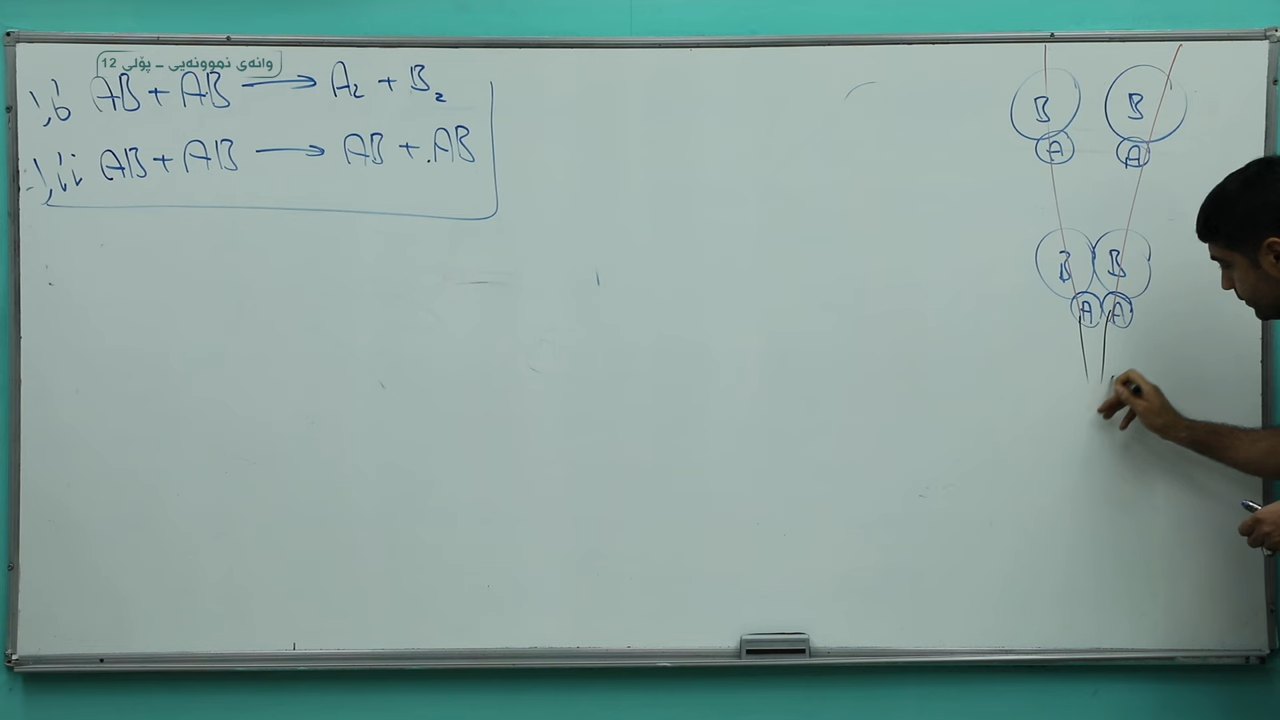 وانەی نموونەیی – پۆلی 12
AB + AB → A₂ + B₂
AB + AB → AB + AB
B B
A A
B B
A A